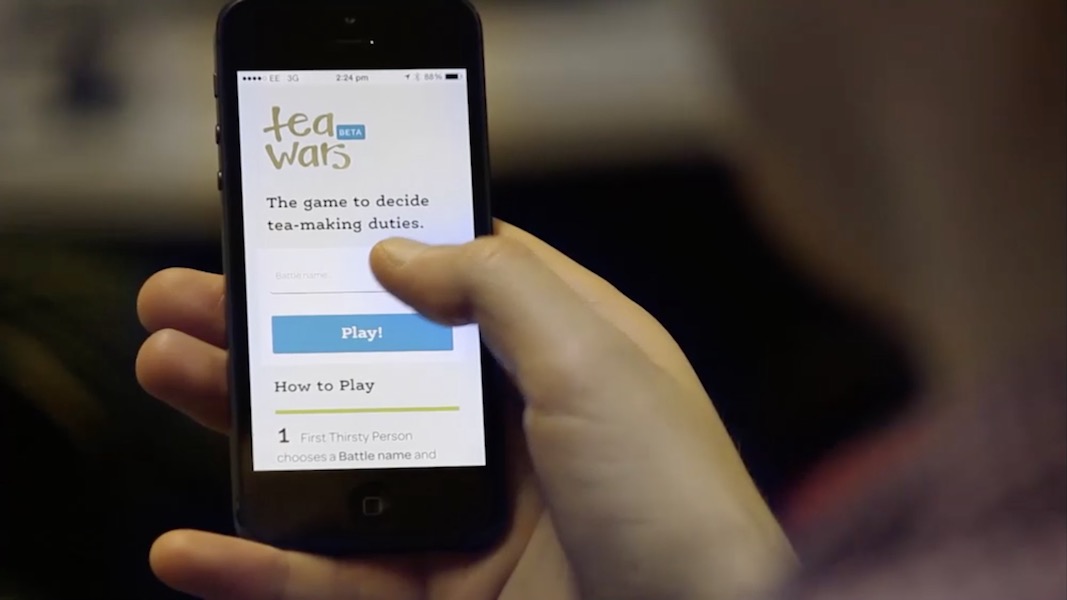 EE 3G 2:24 pm 88%
tea BETA
wars
The game to decide
tea-making duties.
Battle name...
Play!
How to Play
1 First Thirsty Person
chooses a Battle name and